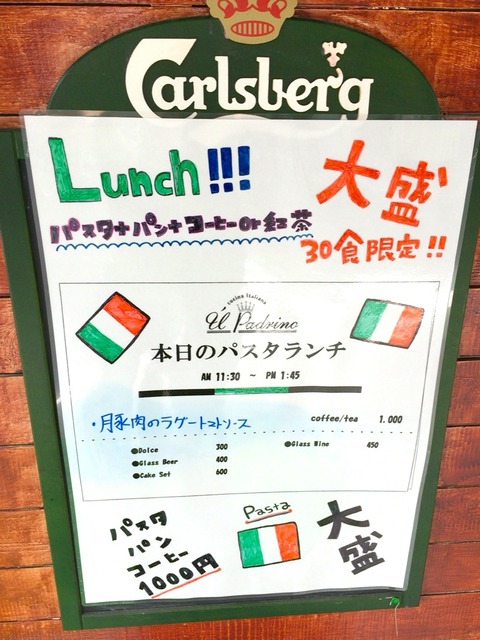 Carlsberg
Lunch!!!
パスタ+パン+コーヒーor紅茶
大盛
30食限定!!
cucina italiana
U' Padrino
本日のパスタランチ
AM 11:30 ~ PM 1:45
・豚肉のラグートマトソース coffee/tea 1.000
●Dolce 300
●Glass Beer 400
●Cake Set 600
●Glass Wine 450
パスタ
パン
コーヒー
1000円
Pasta
大盛